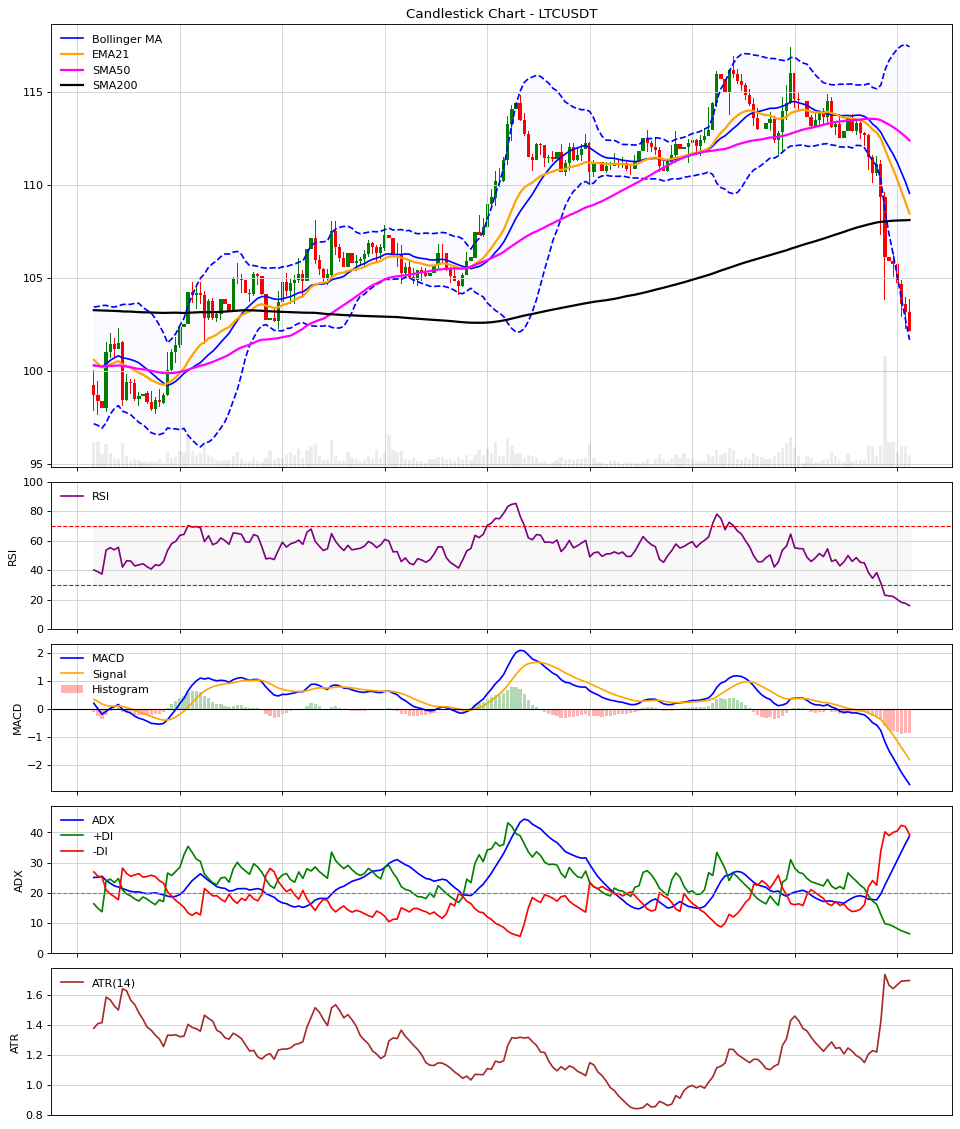 Candlestick Chart - LTCUSDT
Bollinger MA
EMA21
SMA50
SMA200
115
110
105
100
95
100
RSI
80
60
40
20
0
RSI
2
MACD
Signal
1
Histogram
0
−1
−2
MACD
ADX
40
+DI
-DI
30
20
10
0
ADX
ATR(14)
1.6
1.4
1.2
1.0
0.8
ATR